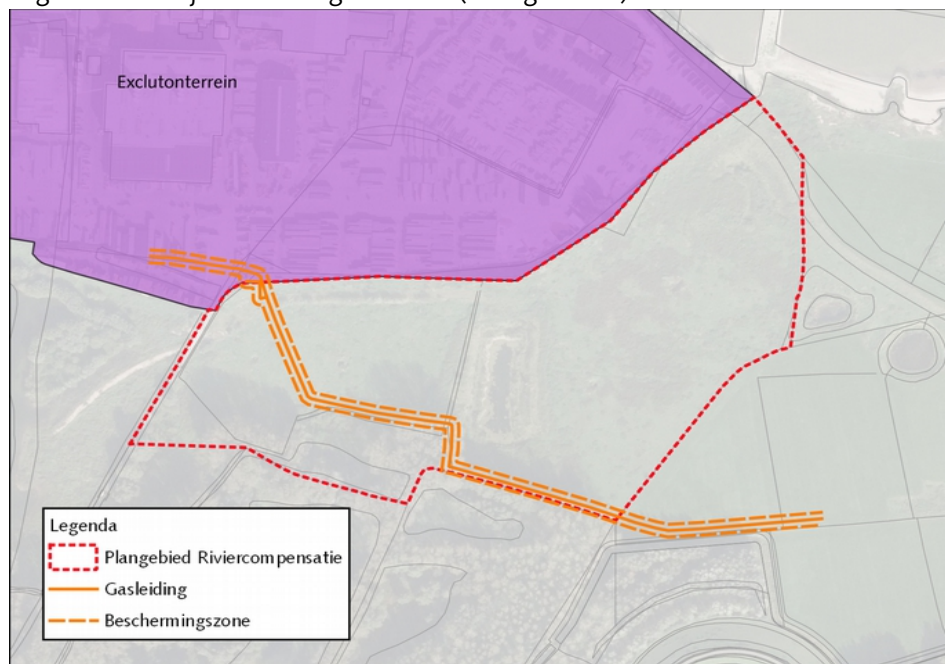 Exclutonterrein
Legenda
Plangebied Riviercompensatie
Gasleiding
Beschermingszone